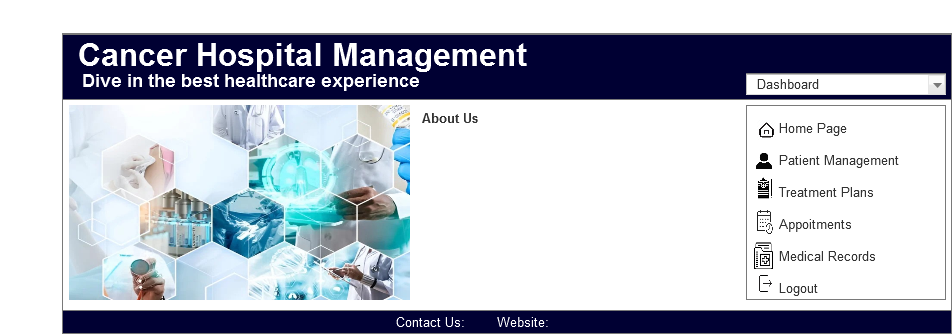 Cancer Hospital Management
Dive in the best healthcare experience
Dashboard
About Us
Home Page
Patient Management
Treatment Plans
Appoitments
Medical Records
Logout
Contact Us: Website: